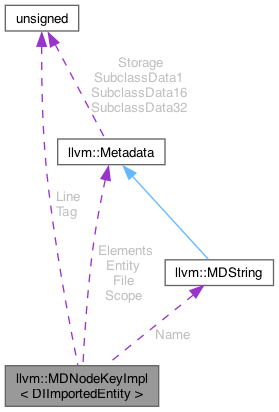 unsigned
Storage
SubclassData1
SubclassData16
SubclassData32
llvm::Metadata
Line
Tag
Elements
Entity
File
Scope
llvm::MDString
Name
llvm::MDNodeKeyImpl
< DIImportedEntity >